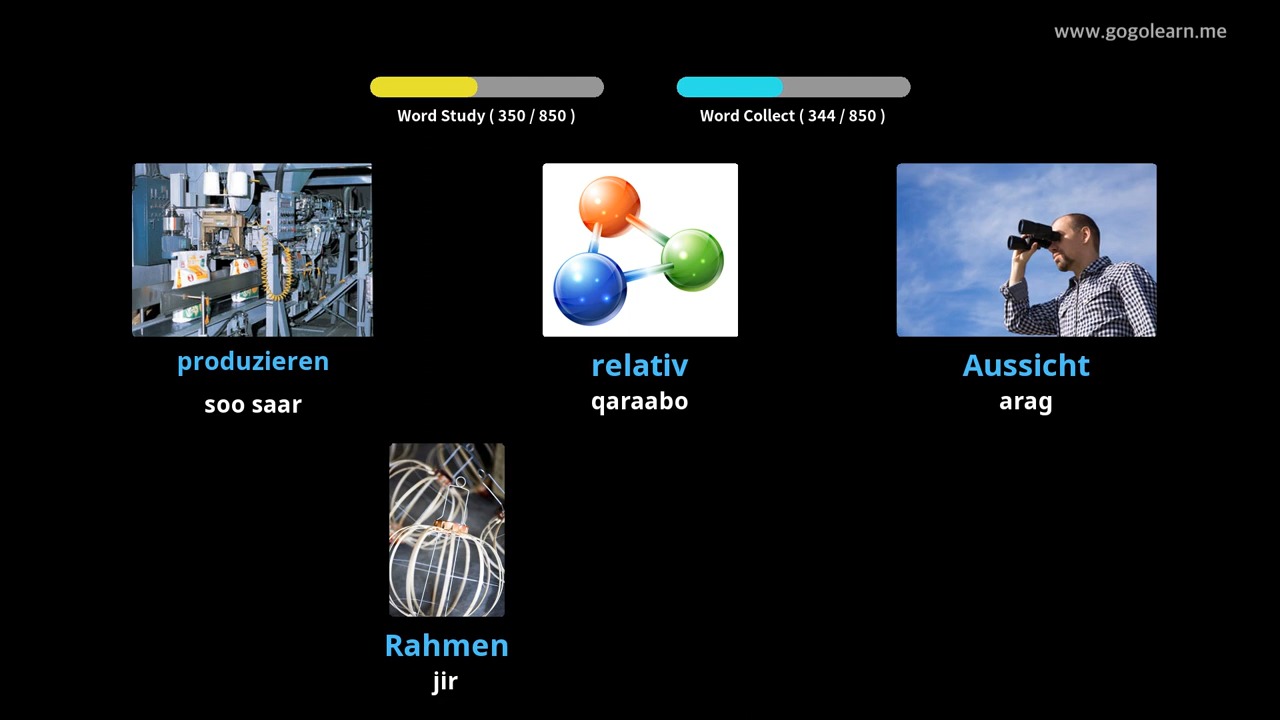 www.gogolearn.me
Word Study ( 350 / 850 )
Word Collect ( 344 / 850 )
produzieren
soo saar
relativ
qaraabo
Aussicht
arag
Rahmen
jir